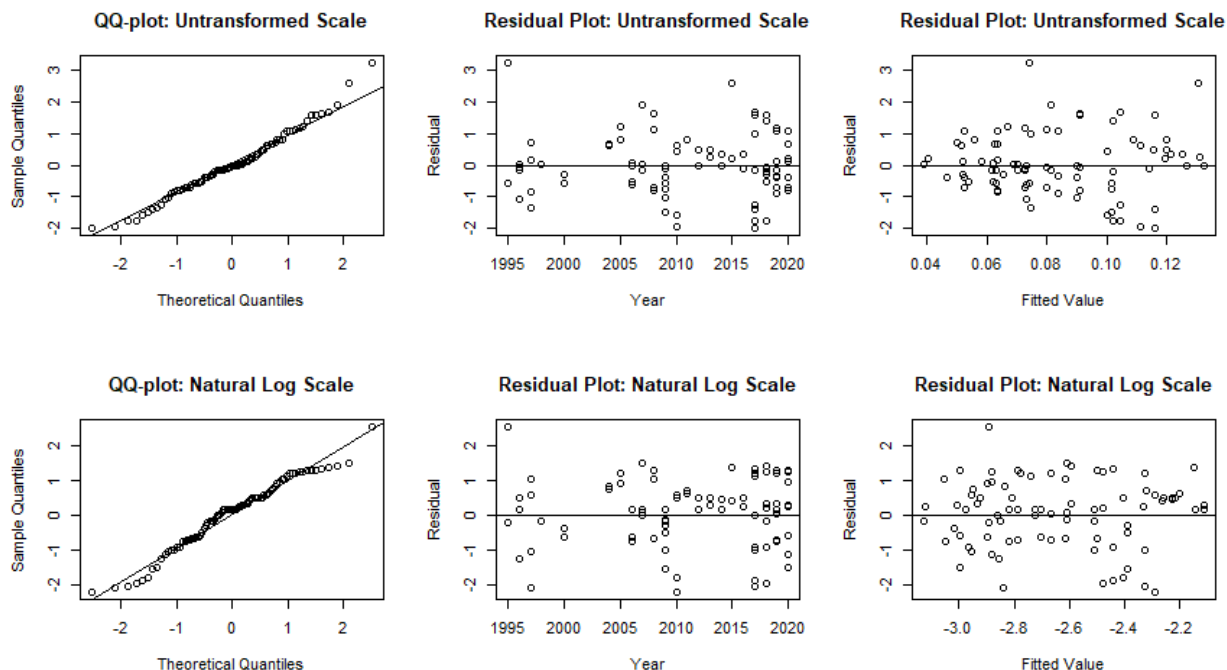 QQ-plot: Untransformed Scale
Sample Quantiles
3
2
1
0
-1
-2
-2 -1 0 1 2
Theoretical Quantiles
Residual Plot: Untransformed Scale
Residual
3
2
1
0
-1
-2
1995 2000 2005 2010 2015 2020
Year
Residual Plot: Untransformed Scale
Residual
3
2
1
0
-1
-2
0.04 0.06 0.08 0.10 0.12
Fitted Value
QQ-plot: Natural Log Scale
Sample Quantiles
2
1
0
-1
-2
-2 -1 0 1 2
Theoretical Quantiles
Residual Plot: Natural Log Scale
Residual
2
1
0
-1
-2
1995 2000 2005 2010 2015 2020
Year
Residual Plot: Natural Log Scale
Residual
2
1
0
-1
-2
-3.0 -2.8 -2.6 -2.4 -2.2
Fitted Value